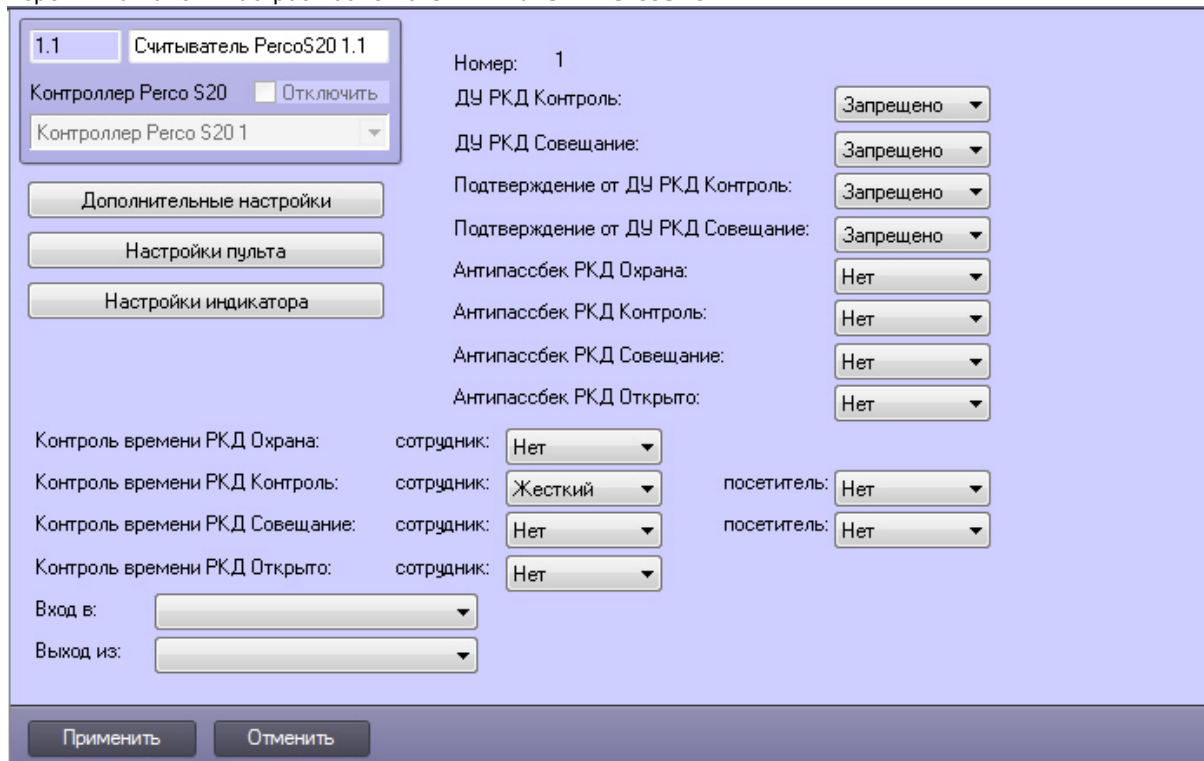 1.1 Считыватель PercoS20 1.1
Контроллер Perco S20 Отключить
Контроллер Perco S20 1
Дополнительные настройки
Настройки пульта
Настройки индикатора
Номер: 1
ДУ РКД Контроль: Запрещено
ДУ РКД Совещание: Запрещено
Подтверждение от ДУ РКД Контроль: Запрещено
Подтверждение от ДУ РКД Совещание: Запрещено
Антипассбек РКД Охрана: Нет
Антипассбек РКД Контроль: Нет
Антипассбек РКД Совещание: Нет
Антипассбек РКД Открыто: Нет
Контроль времени РКД Охрана: сотрудник: Нет
Контроль времени РКД Контроль: сотрудник: Жесткий посетитель: Нет
Контроль времени РКД Совещание: сотрудник: Нет посетитель: Нет
Контроль времени РКД Открыто: сотрудник: Нет
Вход в:
Выход из:
Применить Отменить